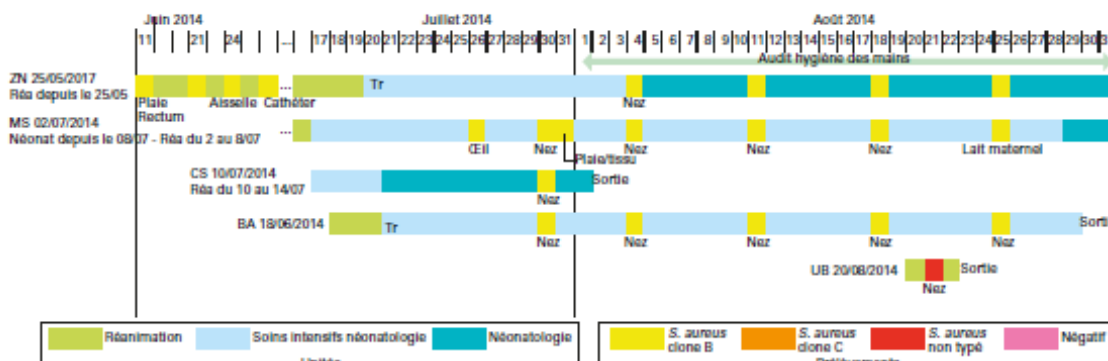 Juin 2014 Juillet 2014 Août 2014
11 21 24 ... 17 18 19 20 21 22 23 24 25 26 27 28 29 30 31 1 2 3 4 5 6 7 8 9 10 11 12 13 14 15 16 17 18 19 20 21 22 23 24 25 26 27 28 29 30
Audit hygiène des mains
ZN 25/05/2017
Réa depuis le 25/05
... Tr
Plaie Aisselle Cathéter Nez
Rectum
MS 02/07/2014
Néonat depuis le 08/07 - Réa du 2 au 8/07
...
Œil Nez Nez Nez Nez Lait maternel
Plaie/tissu
CS 10/07/2014
Réa du 10 au 14/07
Sortie
Nez
BA 18/06/2014 Tr Sorti
Nez Nez Nez Nez Nez
UB 20/08/2014 Sortie
Nez
Réanimation Soins intensifs néonatologie Néonatologie
S. aureus clone B
S. aureus clone C
S. aureus non typé
Négatif
Unités Prélèvements